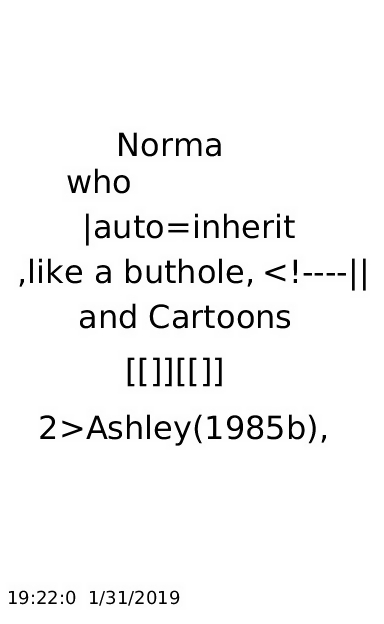 Norma
who
|auto=inherit
,like a buthole, <!----||
and Cartoons
[[]][[]]
2>Ashley(1985b),
19:22:0 1/31/2019